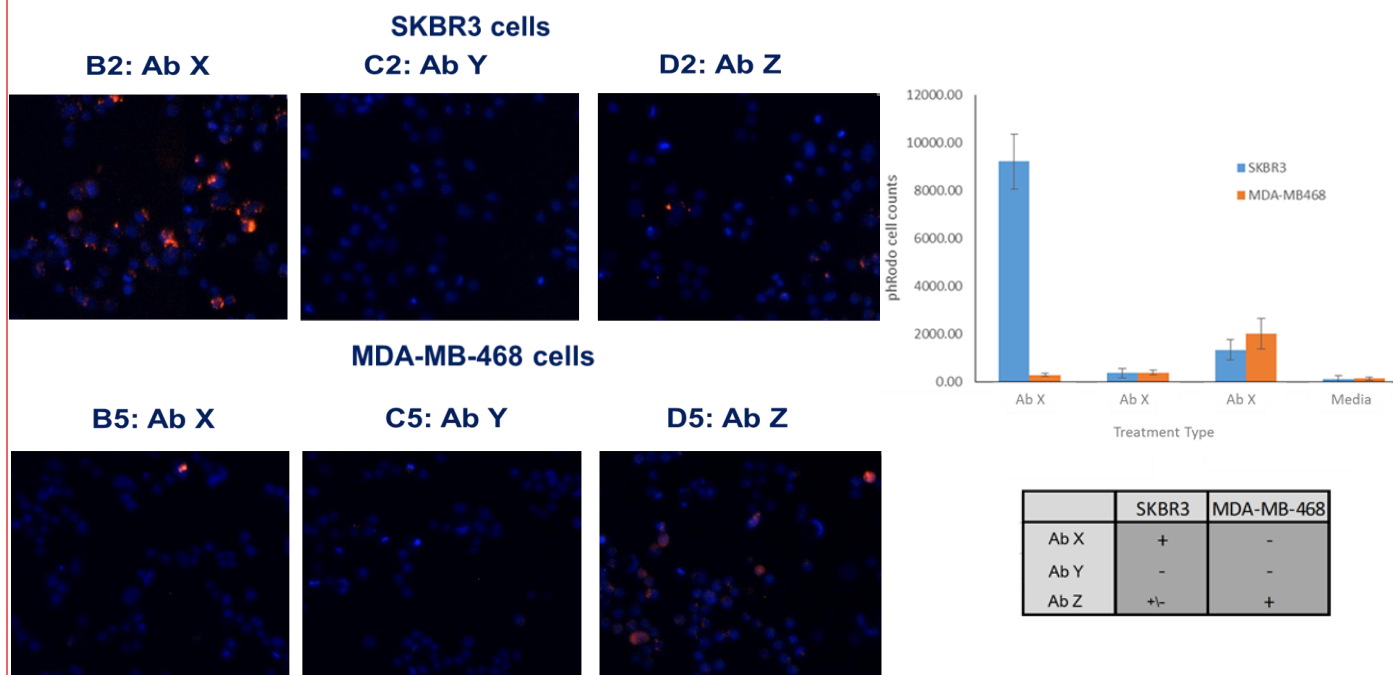 SKBR3 cells
B2: Ab X
C2: Ab Y
D2: Ab Z
MDA-MB-468 cells
B5: Ab X
C5: Ab Y
D5: Ab Z
12000.00
10000.00
8000.00
6000.00
4000.00
2000.00
0.00
phRodo cell counts
SKBR3
MDA-MB468
Ab X Ab X Ab X Media
Treatment Type
SKBR3 MDA-MB-468
Ab X + -
Ab Y - -
Ab Z +\- +